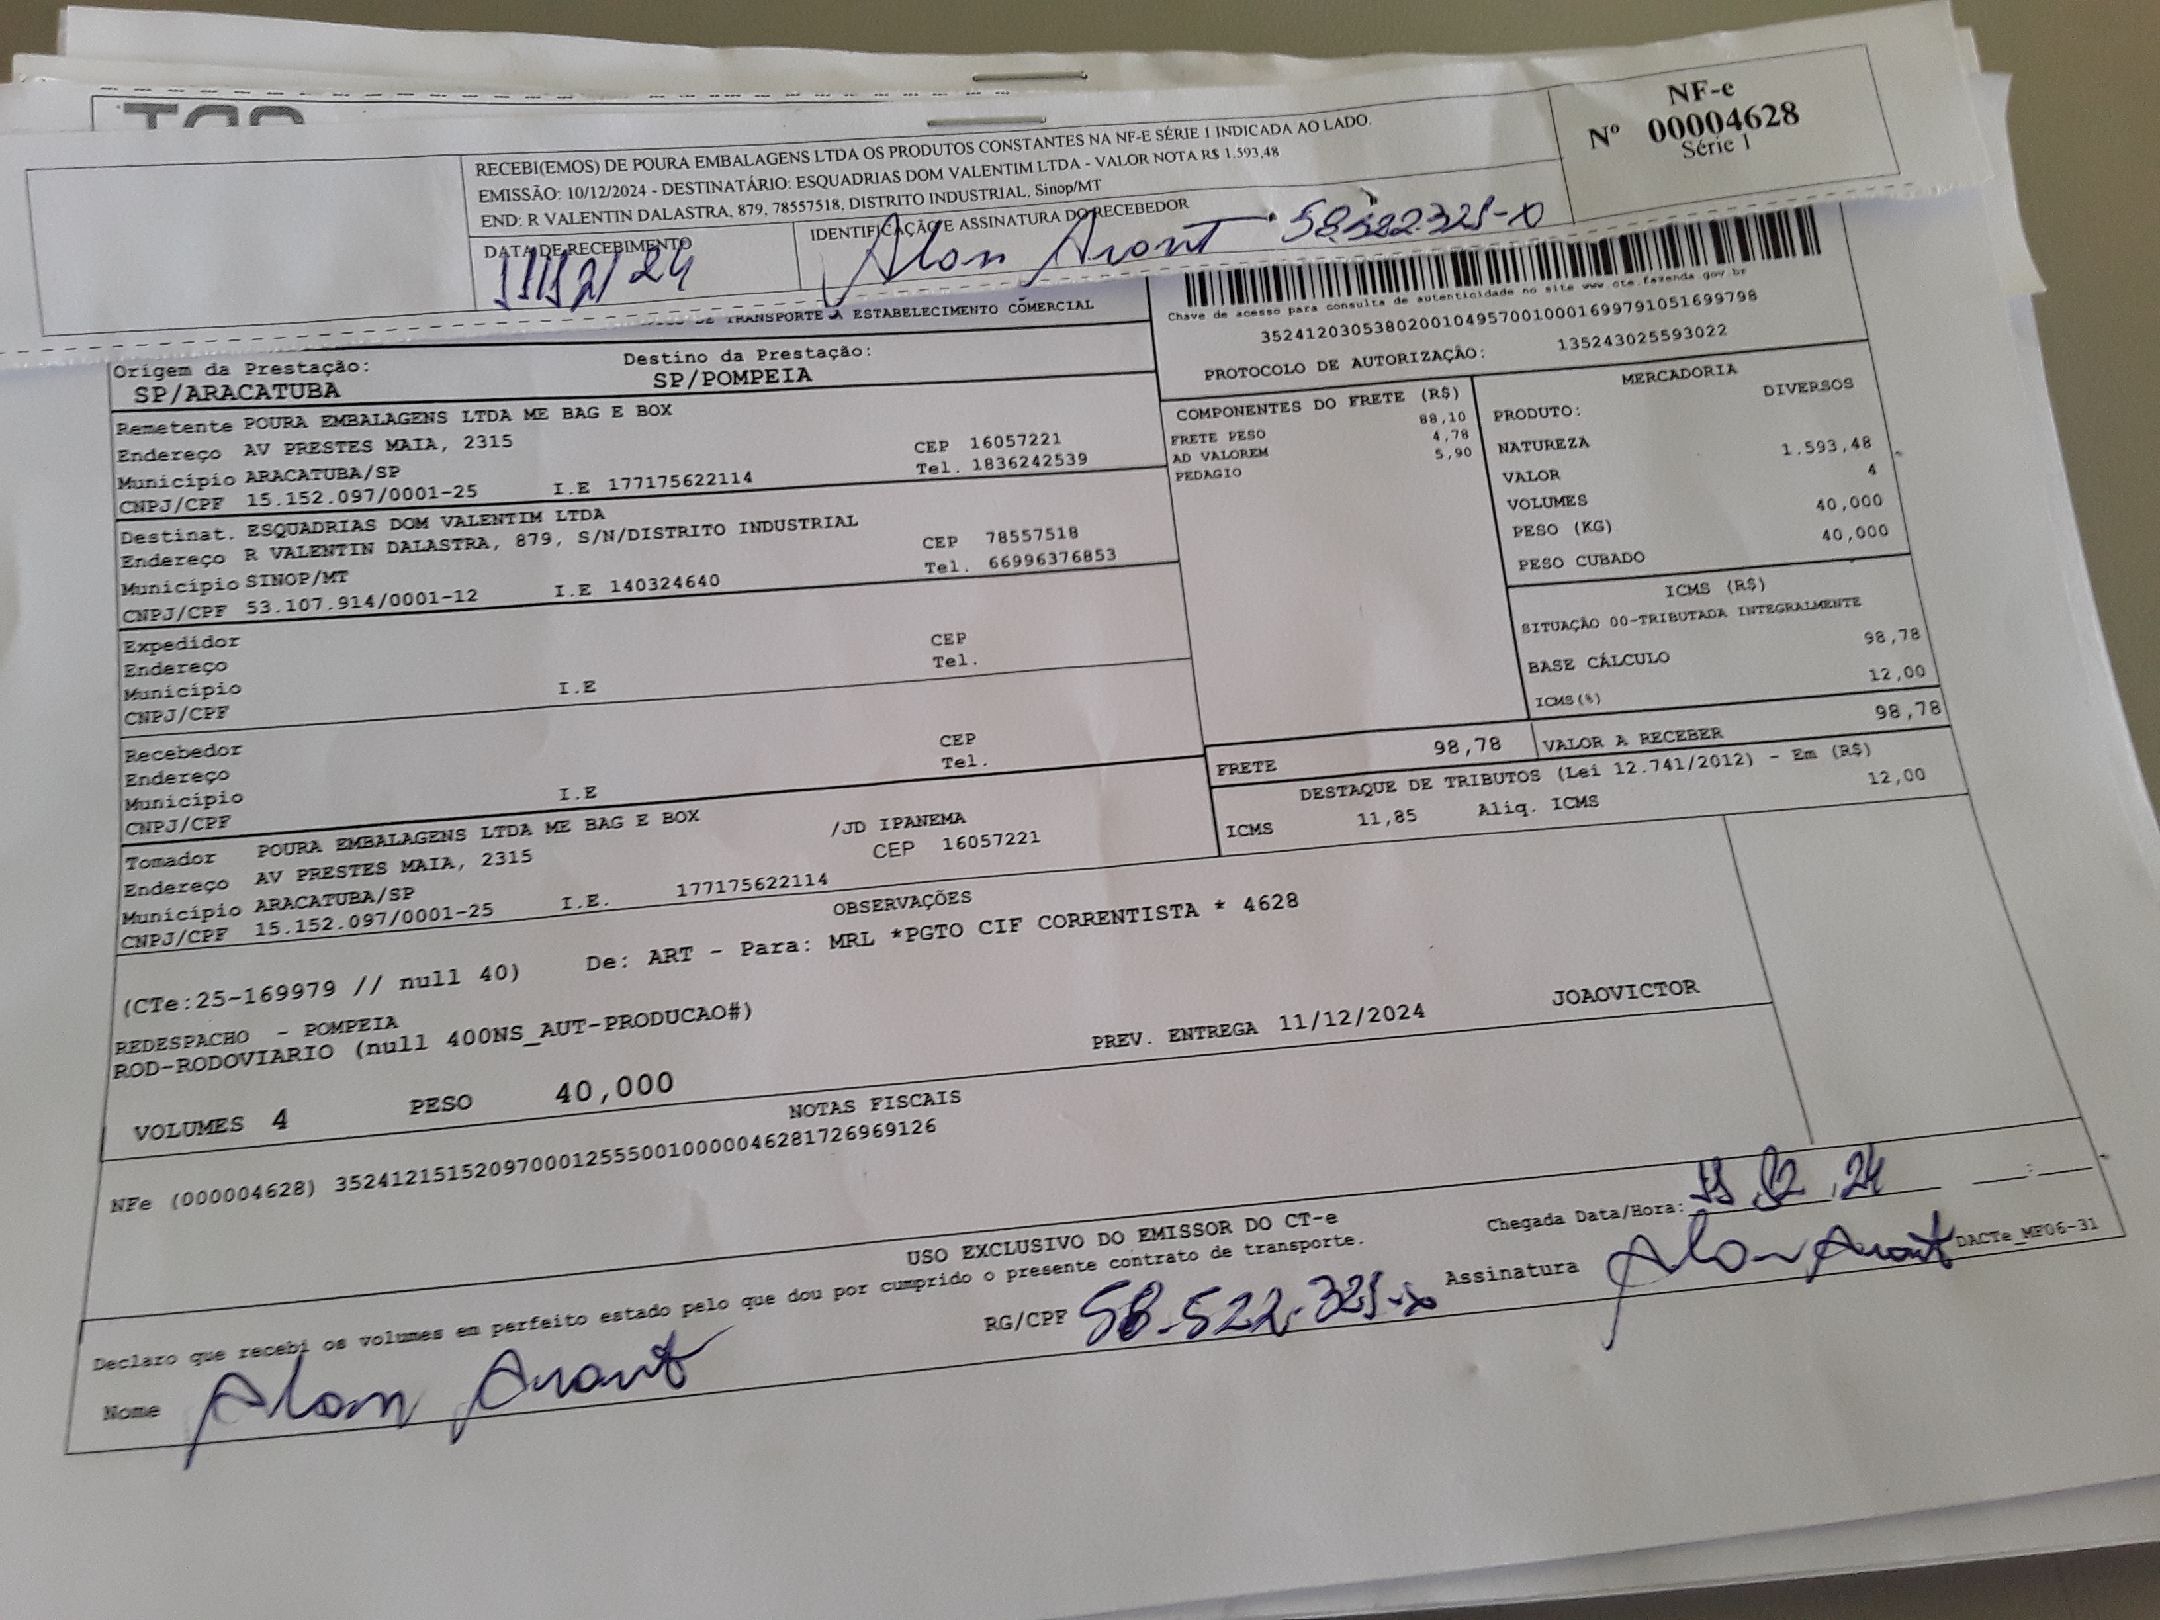 RECEBI(EMOS) DE POURA EMBALAGENS LTDA OS PRODUTOS CONSTANTES NA NF-E SÉRIE 1 INDICADA AO LADO.
EMISSÃO: 10/12/2024 - DESTINATÁRIO: ESQUADRIAS DOM VALENTIM LTDA - VALOR NOTA R$ 1.593,48
END: R VALENTIN DALASTRA, 879, 78557518, DISTRITO INDUSTRIAL, Sinop/MT
NF-e
Nº 00004628
Série 1
DATA DE RECEBIMENTO
11/12/24
IDENTIFICAÇÃO E ASSINATURA DO RECEBEDOR
58.522.321-x
DE TRANSPORTE A ESTABELECIMENTO COMERCIAL
Chave de acesso para consulta de autenticidade no site www.cte.fazenda.gov.br
35241203053802001049570010001699791051699798
PROTOCOLO DE AUTORIZAÇÃO: 135243025593022
Origem da Prestação: Destino da Prestação:
SP/ARACATUBA SP/POMPEIA
Remetente POURA EMBALAGENS LTDA ME BAG E BOX
Endereço AV PRESTES MAIA, 2315 CEP 16057221
Município ARACATUBA/SP Tel. 1836242539
CNPJ/CPF 15.152.097/0001-25 I.E 177175622114
Destinat. ESQUADRIAS DOM VALENTIM LTDA
Endereço R VALENTIN DALASTRA, 879, S/N/DISTRITO INDUSTRIAL CEP 78557518
Município SINOP/MT Tel. 66996376853
CNPJ/CPF 53.107.914/0001-12 I.E 140324640
Expedidor CEP
Endereço Tel.
Município I.E
CNPJ/CPF
Recebedor CEP
Endereço Tel.
Município I.E
CNPJ/CPF
Tomador POURA EMBALAGENS LTDA ME BAG E BOX /JD IPANEMA
Endereço AV PRESTES MAIA, 2315 CEP 16057221
Município ARACATUBA/SP
CNPJ/CPF 15.152.097/0001-25 I.E. 177175622114
COMPONENTES DO FRETE (R$)
FRETE PESO 88,10
AD VALOREM 4,78
PEDAGIO 5,90
MERCADORIA
PRODUTO: DIVERSOS
NATUREZA
VALOR 1.593,48
VOLUMES 4
PESO (KG) 40,000
PESO CUBADO 40,000
ICMS (R$)
SITUAÇÃO 00-TRIBUTADA INTEGRALMENTE
BASE CÁLCULO 98,78
ICMS(%) 12,00
FRETE 98,78 VALOR A RECEBER 98,78
DESTAQUE DE TRIBUTOS (Lei 12.741/2012) - Em (R$)
ICMS 11,85 Aliq. ICMS 12,00
OBSERVAÇÕES
(CTe:25-169979 // null 40) De: ART - Para: MRL *PGTO CIF CORRENTISTA * 4628
REDESPACHO - POMPEIA
ROD-RODOVIARIO (null 400NS_AUT-PRODUCAO#)
PREV. ENTREGA 11/12/2024 JOAOVICTOR
VOLUMES 4 PESO 40,000
NOTAS FISCAIS
NFe (000004628) 35241215152097000125550010000046281726969126
USO EXCLUSIVO DO EMISSOR DO CT-e
Declaro que recebi os volumes em perfeito estado pelo que dou por cumprido o presente contrato de transporte.
Chegada Data/Hora: 11 12 24 :
Nome RG/CPF 58.522.321-x Assinatura
DACTe_MF06-31